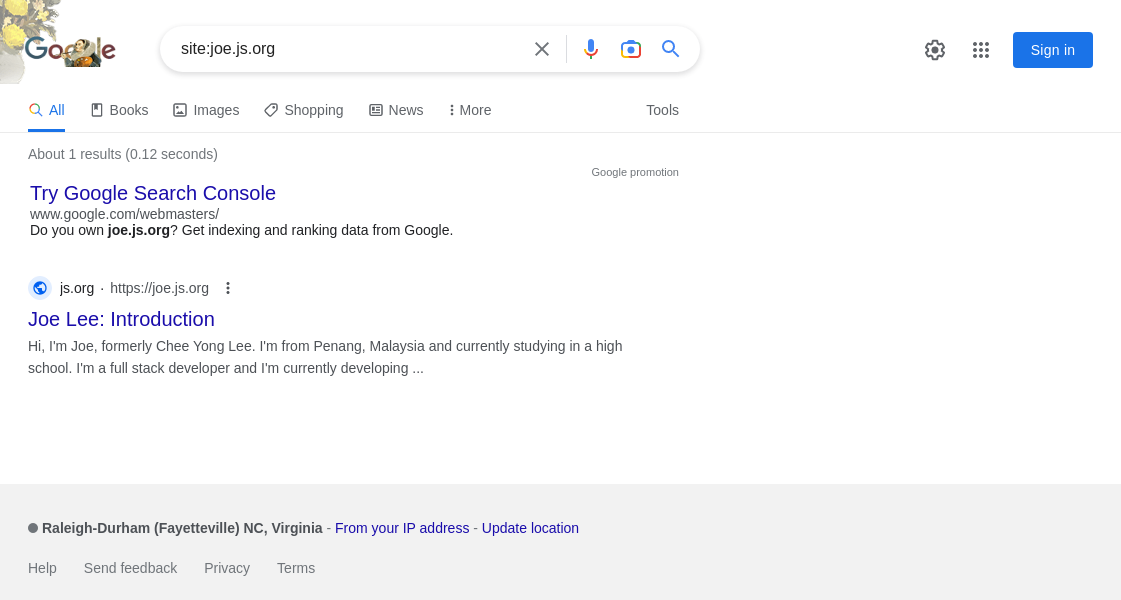 Google
site:joe.js.org
Sign in
All
Books
Images
Shopping
News
More
Tools
About 1 results (0.12 seconds)
Google promotion
Try Google Search Console
www.google.com/webmasters/
Do you own joe.js.org? Get indexing and ranking data from Google.
js.org · https://joe.js.org
Joe Lee: Introduction
Hi, I'm Joe, formerly Chee Yong Lee. I'm from Penang, Malaysia and currently studying in a high
school. I'm a full stack developer and I'm currently developing ...
Raleigh-Durham (Fayetteville) NC, Virginia - From your IP address - Update location
Help
Send feedback
Privacy
Terms